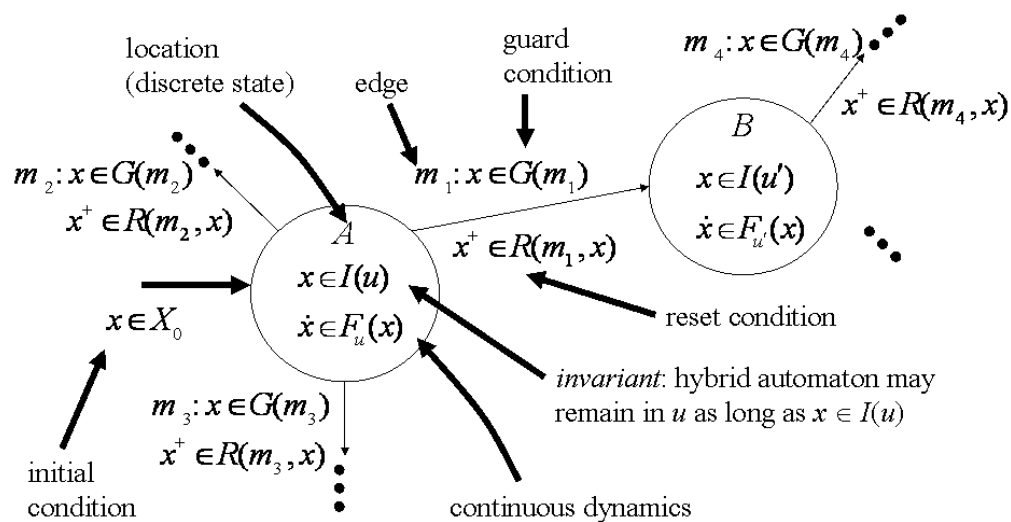 location
(discrete state)
edge
guard
condition
m₄: x∈G(m₄)
x⁺∈R(m₄,x)
B
x∈I(u')
ẋ∈F_u'(x)
m₂: x∈G(m₂)
x⁺∈R(m₂,x)
m₁: x∈G(m₁)
x⁺∈R(m₁,x)
A
x∈I(u)
ẋ∈F_u(x)
x∈X₀
reset condition
invariant: hybrid automaton may
remain in u as long as x ∈ I(u)
m₃: x∈G(m₃)
x⁺∈R(m₃,x)
initial
condition
continuous dynamics